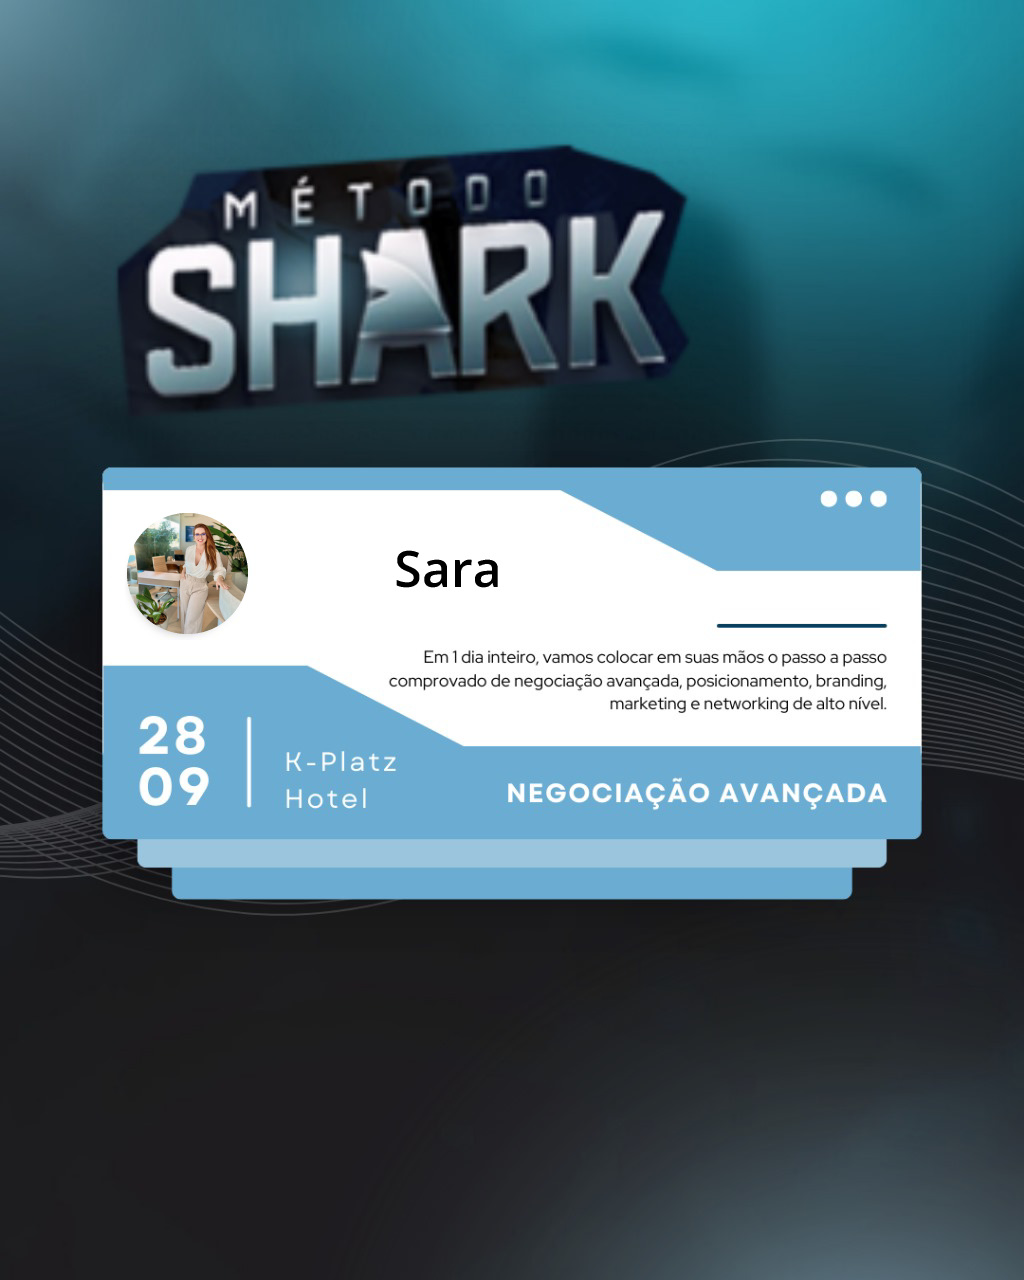 MÉTODO
SHARK
Sara
Em 1 dia inteiro, vamos colocar em suas mãos o passo a passo
comprovado de negociação avançada, posicionamento, branding,
marketing e networking de alto nível.
28
09
K-Platz
Hotel
NEGOCIAÇÃO AVANÇADA